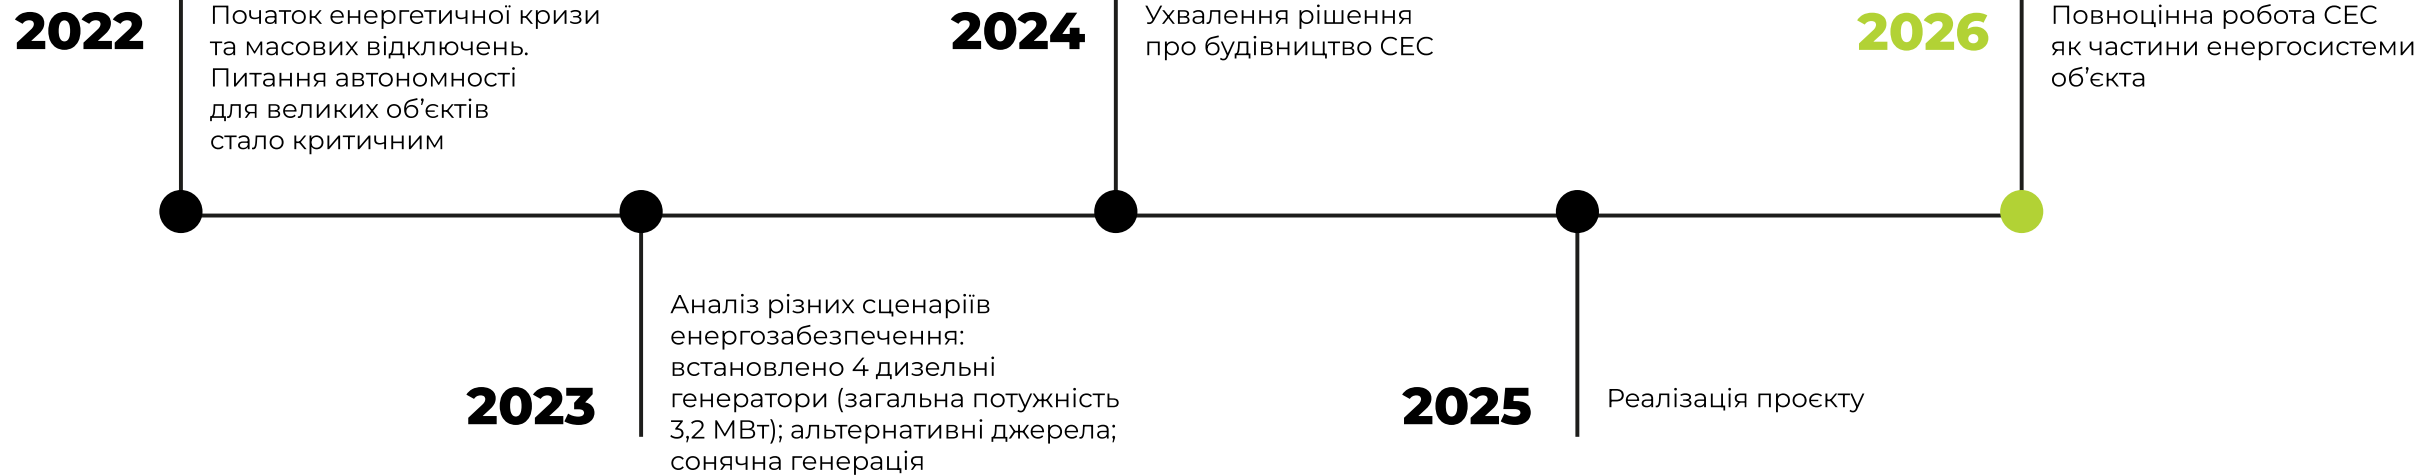 2022
Початок енергетичної кризи
та масових відключень.
Питання автономності
для великих об’єктів
стало критичним
2023
Аналіз різних сценаріїв
енергозабезпечення:
встановлено 4 дизельні
генератори (загальна потужність
3,2 МВт); альтернативні джерела;
сонячна генерація
2024
Ухвалення рішення
про будівництво СЕС
2025
Реалізація проєкту
2026
Повноцінна робота СЕС
як частини енергосистеми
об’єкта